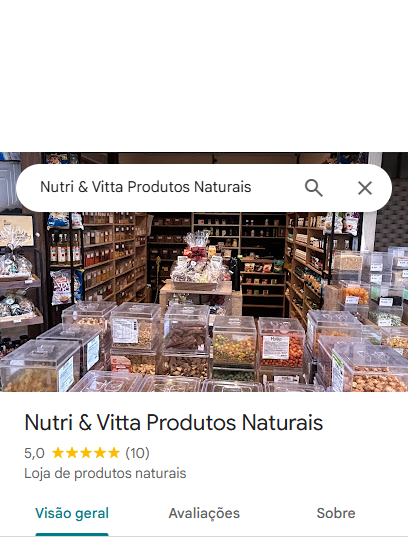 Nutri & Vitta Produtos Naturais
Nutri & Vitta Produtos Naturais
5,0 ★★★★★ (10)
Loja de produtos naturais
Visão geral Avaliações Sobre